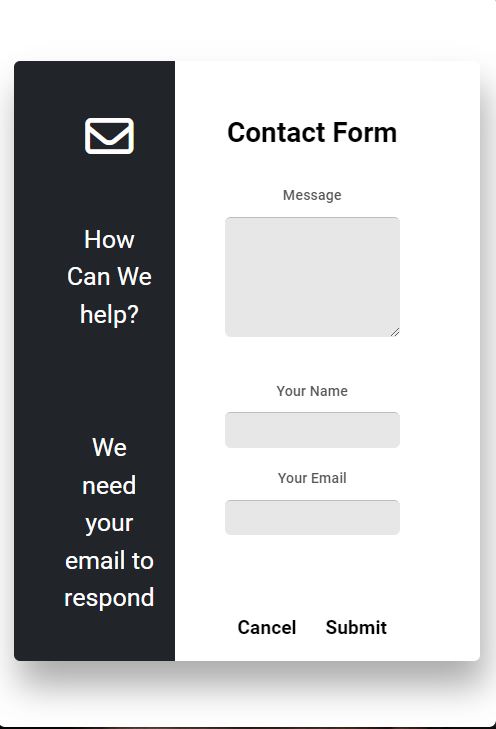 How
Can We
help?
We
need
your
email to
respond
Contact Form
Message
Your Name
Your Email
Cancel
Submit